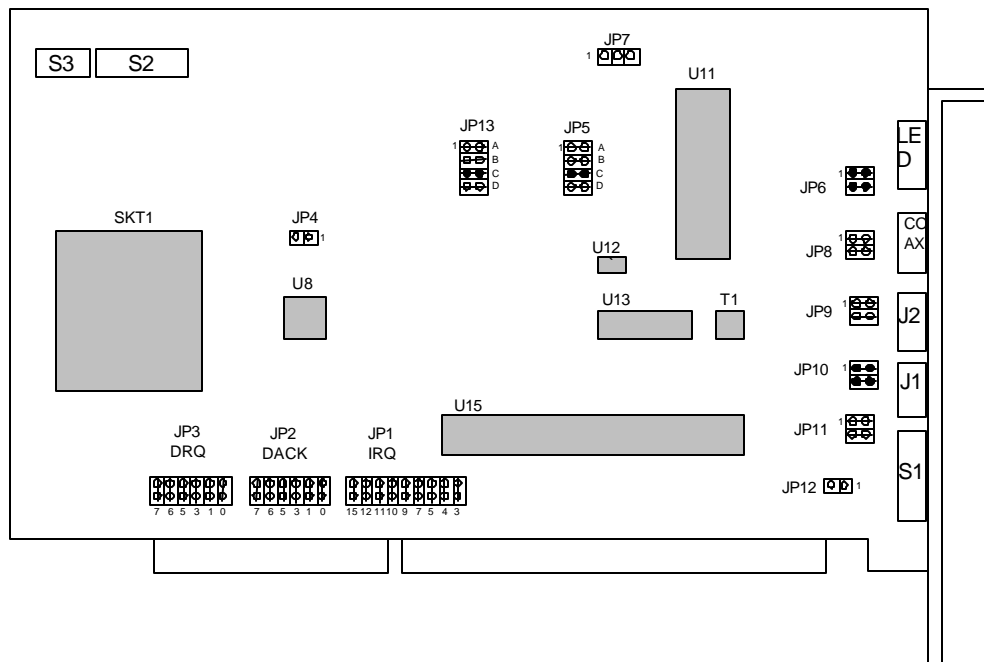 JP7
1
S3 S2
U11
JP13
1 A
B
C
D
JP5
1 A
B
C
D
LE
D
JP6
1
SKT1
JP4
1
CO
AX
JP8
1
U12
U8
U13
T1
JP9
1
J2
JP10
1
J1
U15
JP11
1
JP3
DRQ
JP2
DACK
JP1
IRQ
S1
JP12
1
7 6 5 3 1 0
7 6 5 3 1 0
15 12 11 10 9 7 5 4 3